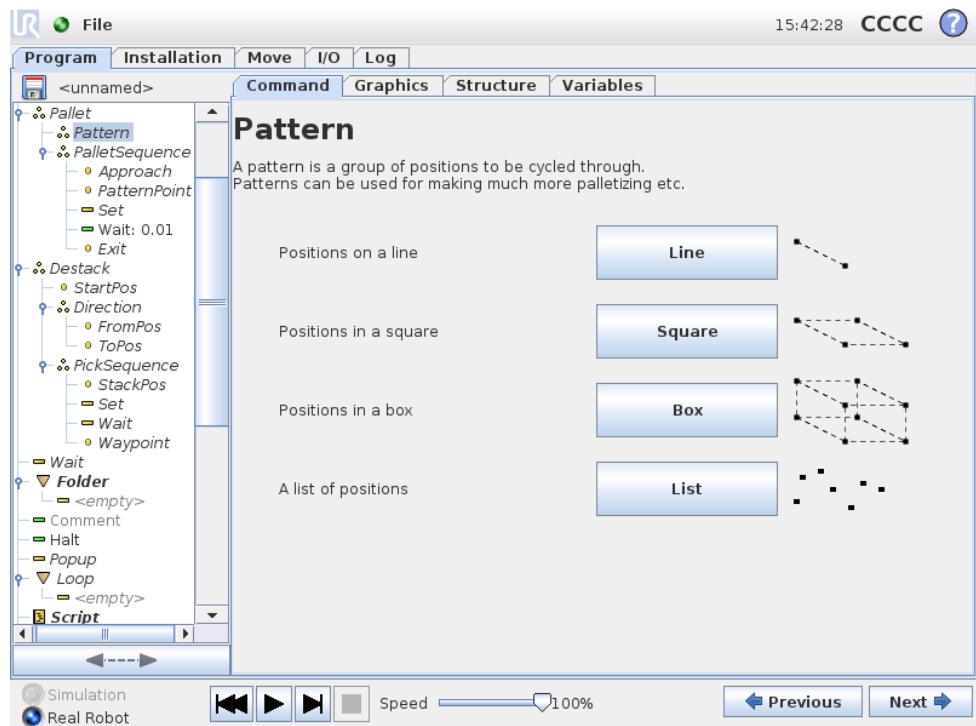 UR File 15:42:28 CCCC ?
Program Installation Move I/O Log
<unnamed>
Command Graphics Structure Variables
Pallet
Pattern
PalletSequence
Approach
PatternPoint
Set
Wait: 0.01
Exit
Destack
StartPos
Direction
FromPos
ToPos
PickSequence
StackPos
Set
Wait
Waypoint
Wait
Folder
<empty>
Comment
Halt
Popup
Loop
<empty>
Script
Pattern
A pattern is a group of positions to be cycled through.
Patterns can be used for making much more palletizing etc.
Positions on a line Line
Positions in a square Square
Positions in a box Box
A list of positions List
Simulation
Real Robot
Speed 100%
Previous Next